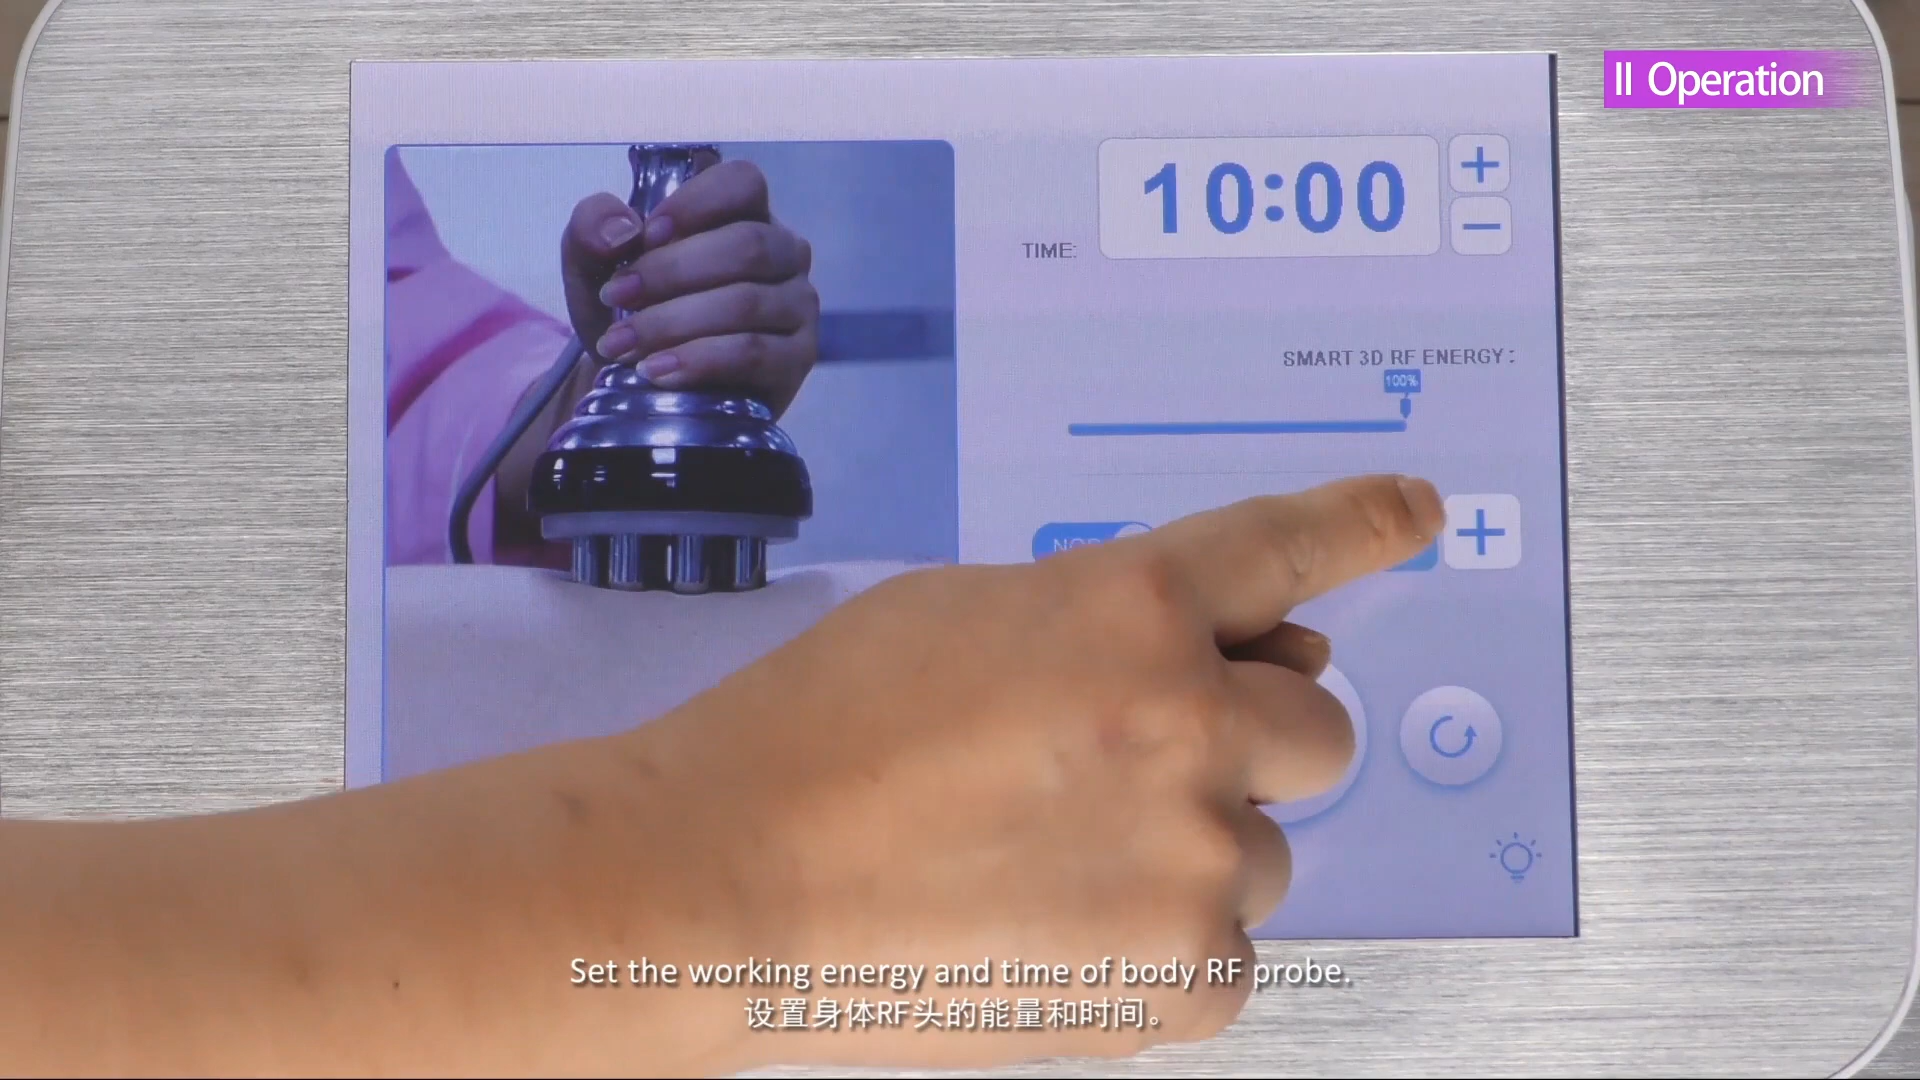 II Operation
10:00
TIME:
SMART 3D RF ENERGY:
100%
Set the working energy and time of body RF probe.
设置身体RF头的能量和时间。